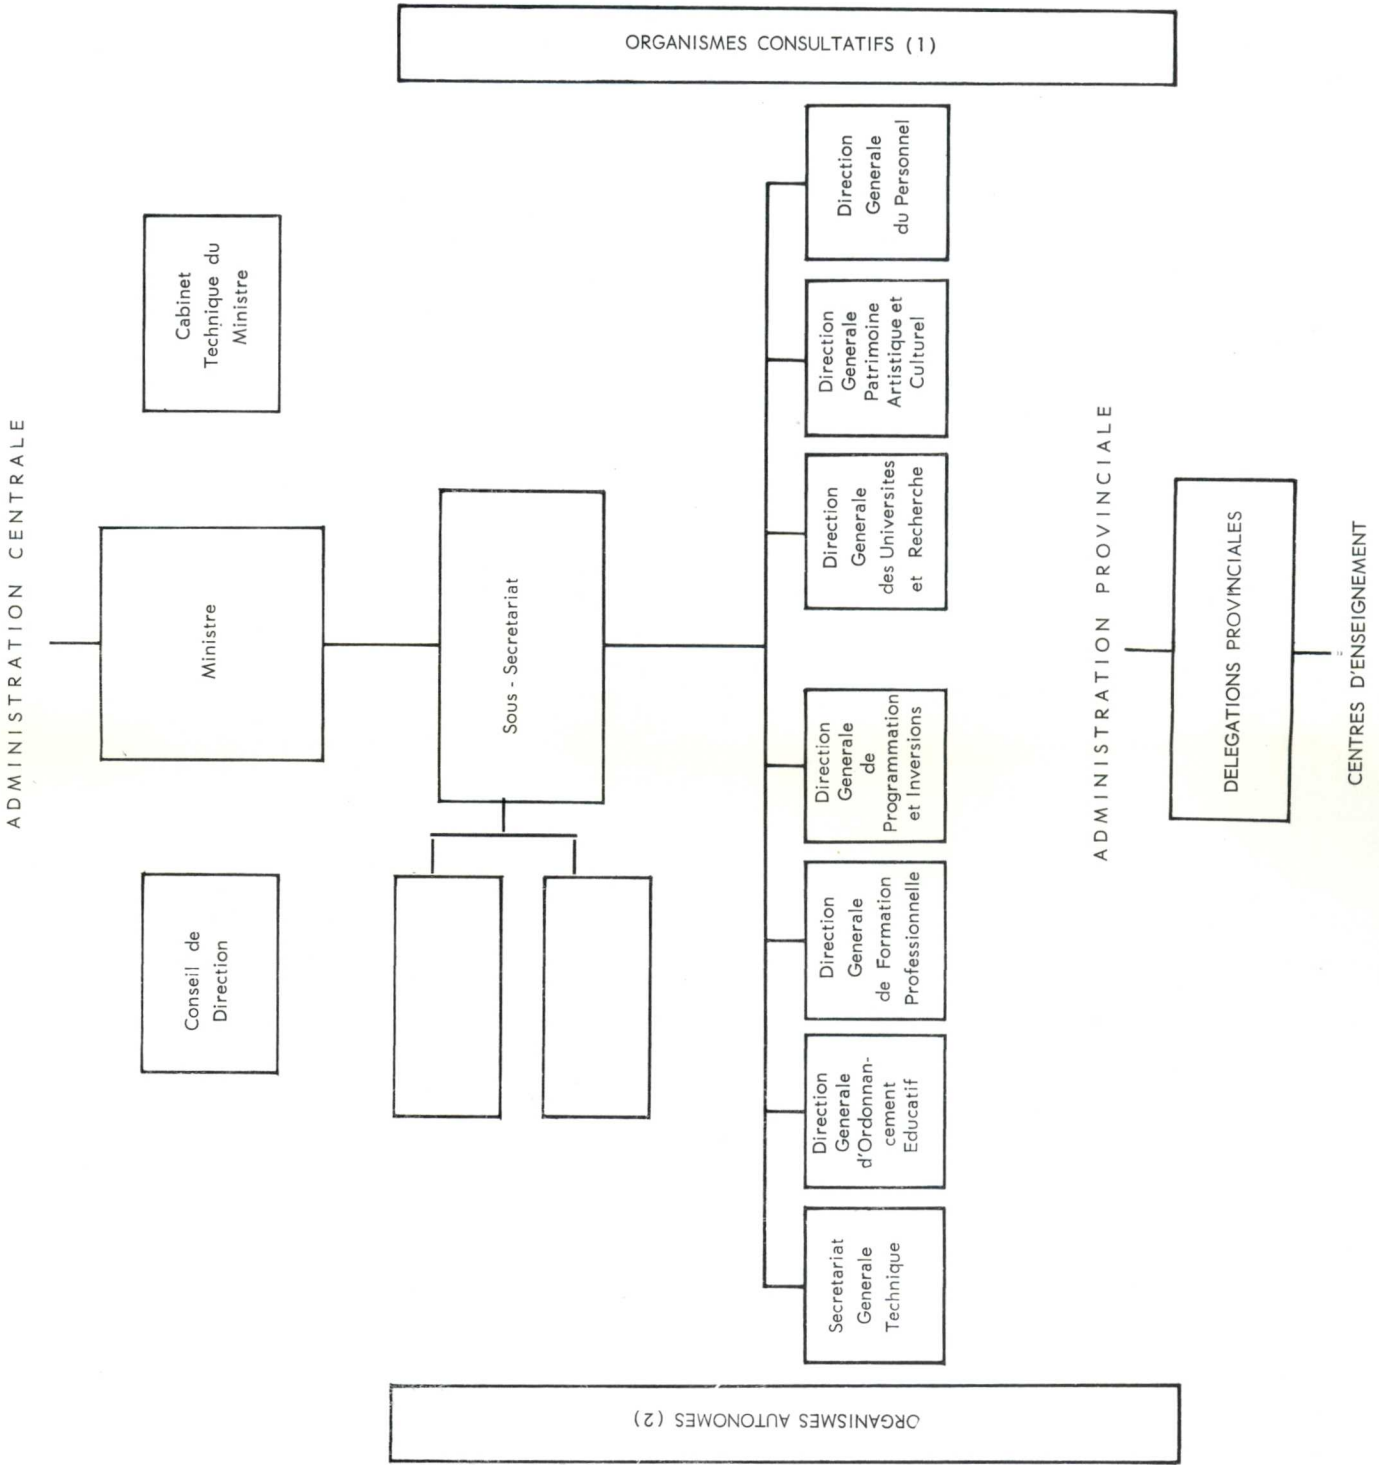 ADMINISTRATION CENTRALE
Conseil de
Direction
Ministre
Cabinet
Technique du
Ministre
Sous - Secretariat
ORGANISMES AUTONOMES (2)
ORGANISMES CONSULTATIFS (1)
Secretariat
Generale
Technique
Direction
Generale
d'Ordonnan-
cement
Educatif
Direction
Generale
de Formation
Professionnelle
Direction
Generale
de
Programmation
et Inversions
Direction
Generale
des Universites
et Recherche
Direction
Generale
Patrimoine
Artistique et
Culturel
Direction
Generale
du Personnel
ADMINISTRATION PROVINCIALE
DELEGATIONS PROVINCIALES
CENTRES D'ENSEIGNEMENT